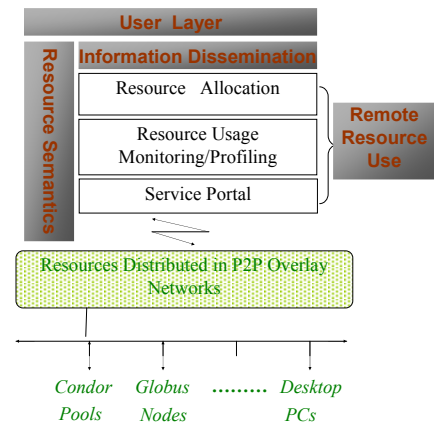 User Layer
Resource Semantics
Information Dissemination
Resource Allocation
Resource Usage
Monitoring/Profiling
Service Portal
Remote
Resource
Use
Resources Distributed in P2P Overlay
Networks
Condor
Pools
Globus
Nodes
.........
Desktop
PCs